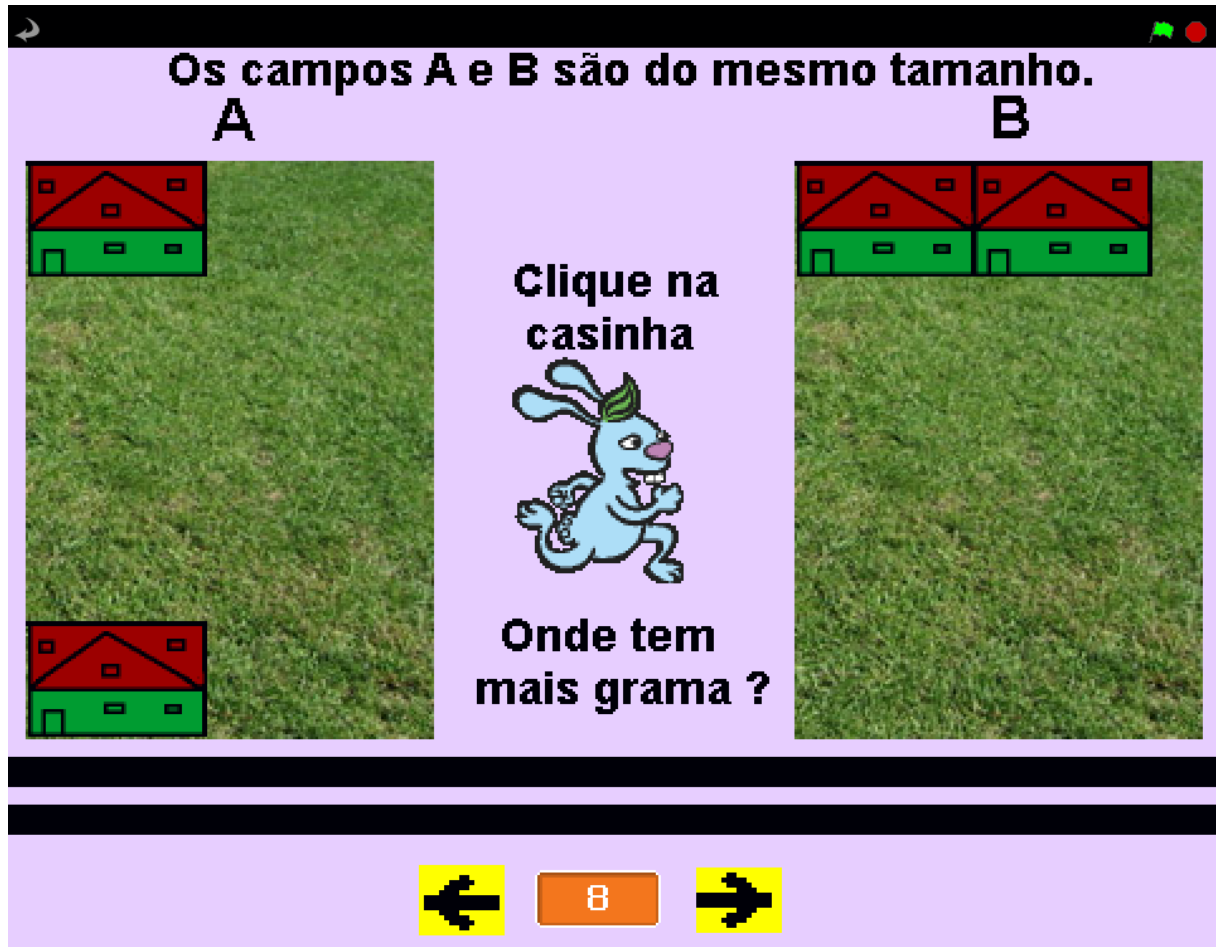 Os campos A e B são do mesmo tamanho.
A
B
Clique na
casinha
Onde tem
mais grama ?
8